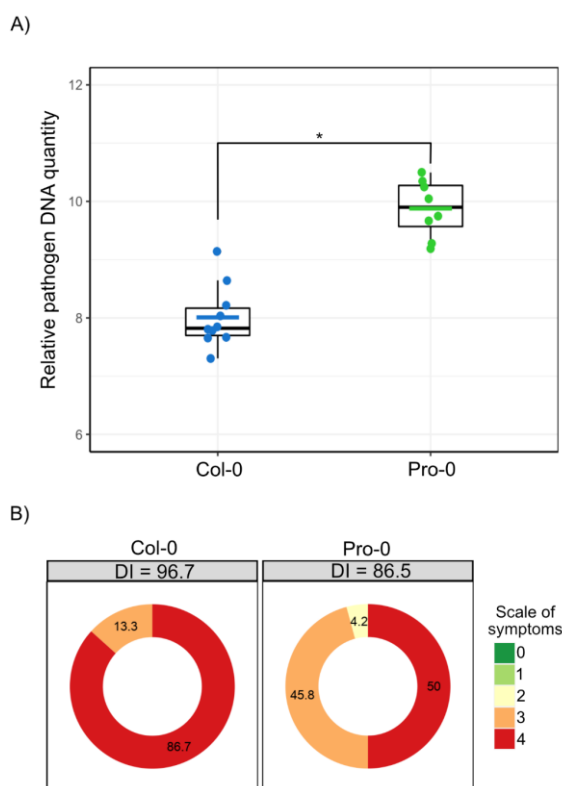 A)
Relative pathogen DNA quantity
12
10
8
6
*
Col-0
Pro-0
B)
Col-0
DI = 96.7
13.3
86.7
Pro-0
DI = 86.5
4.2
45.8
50
Scale of
symptoms
0
1
2
3
4